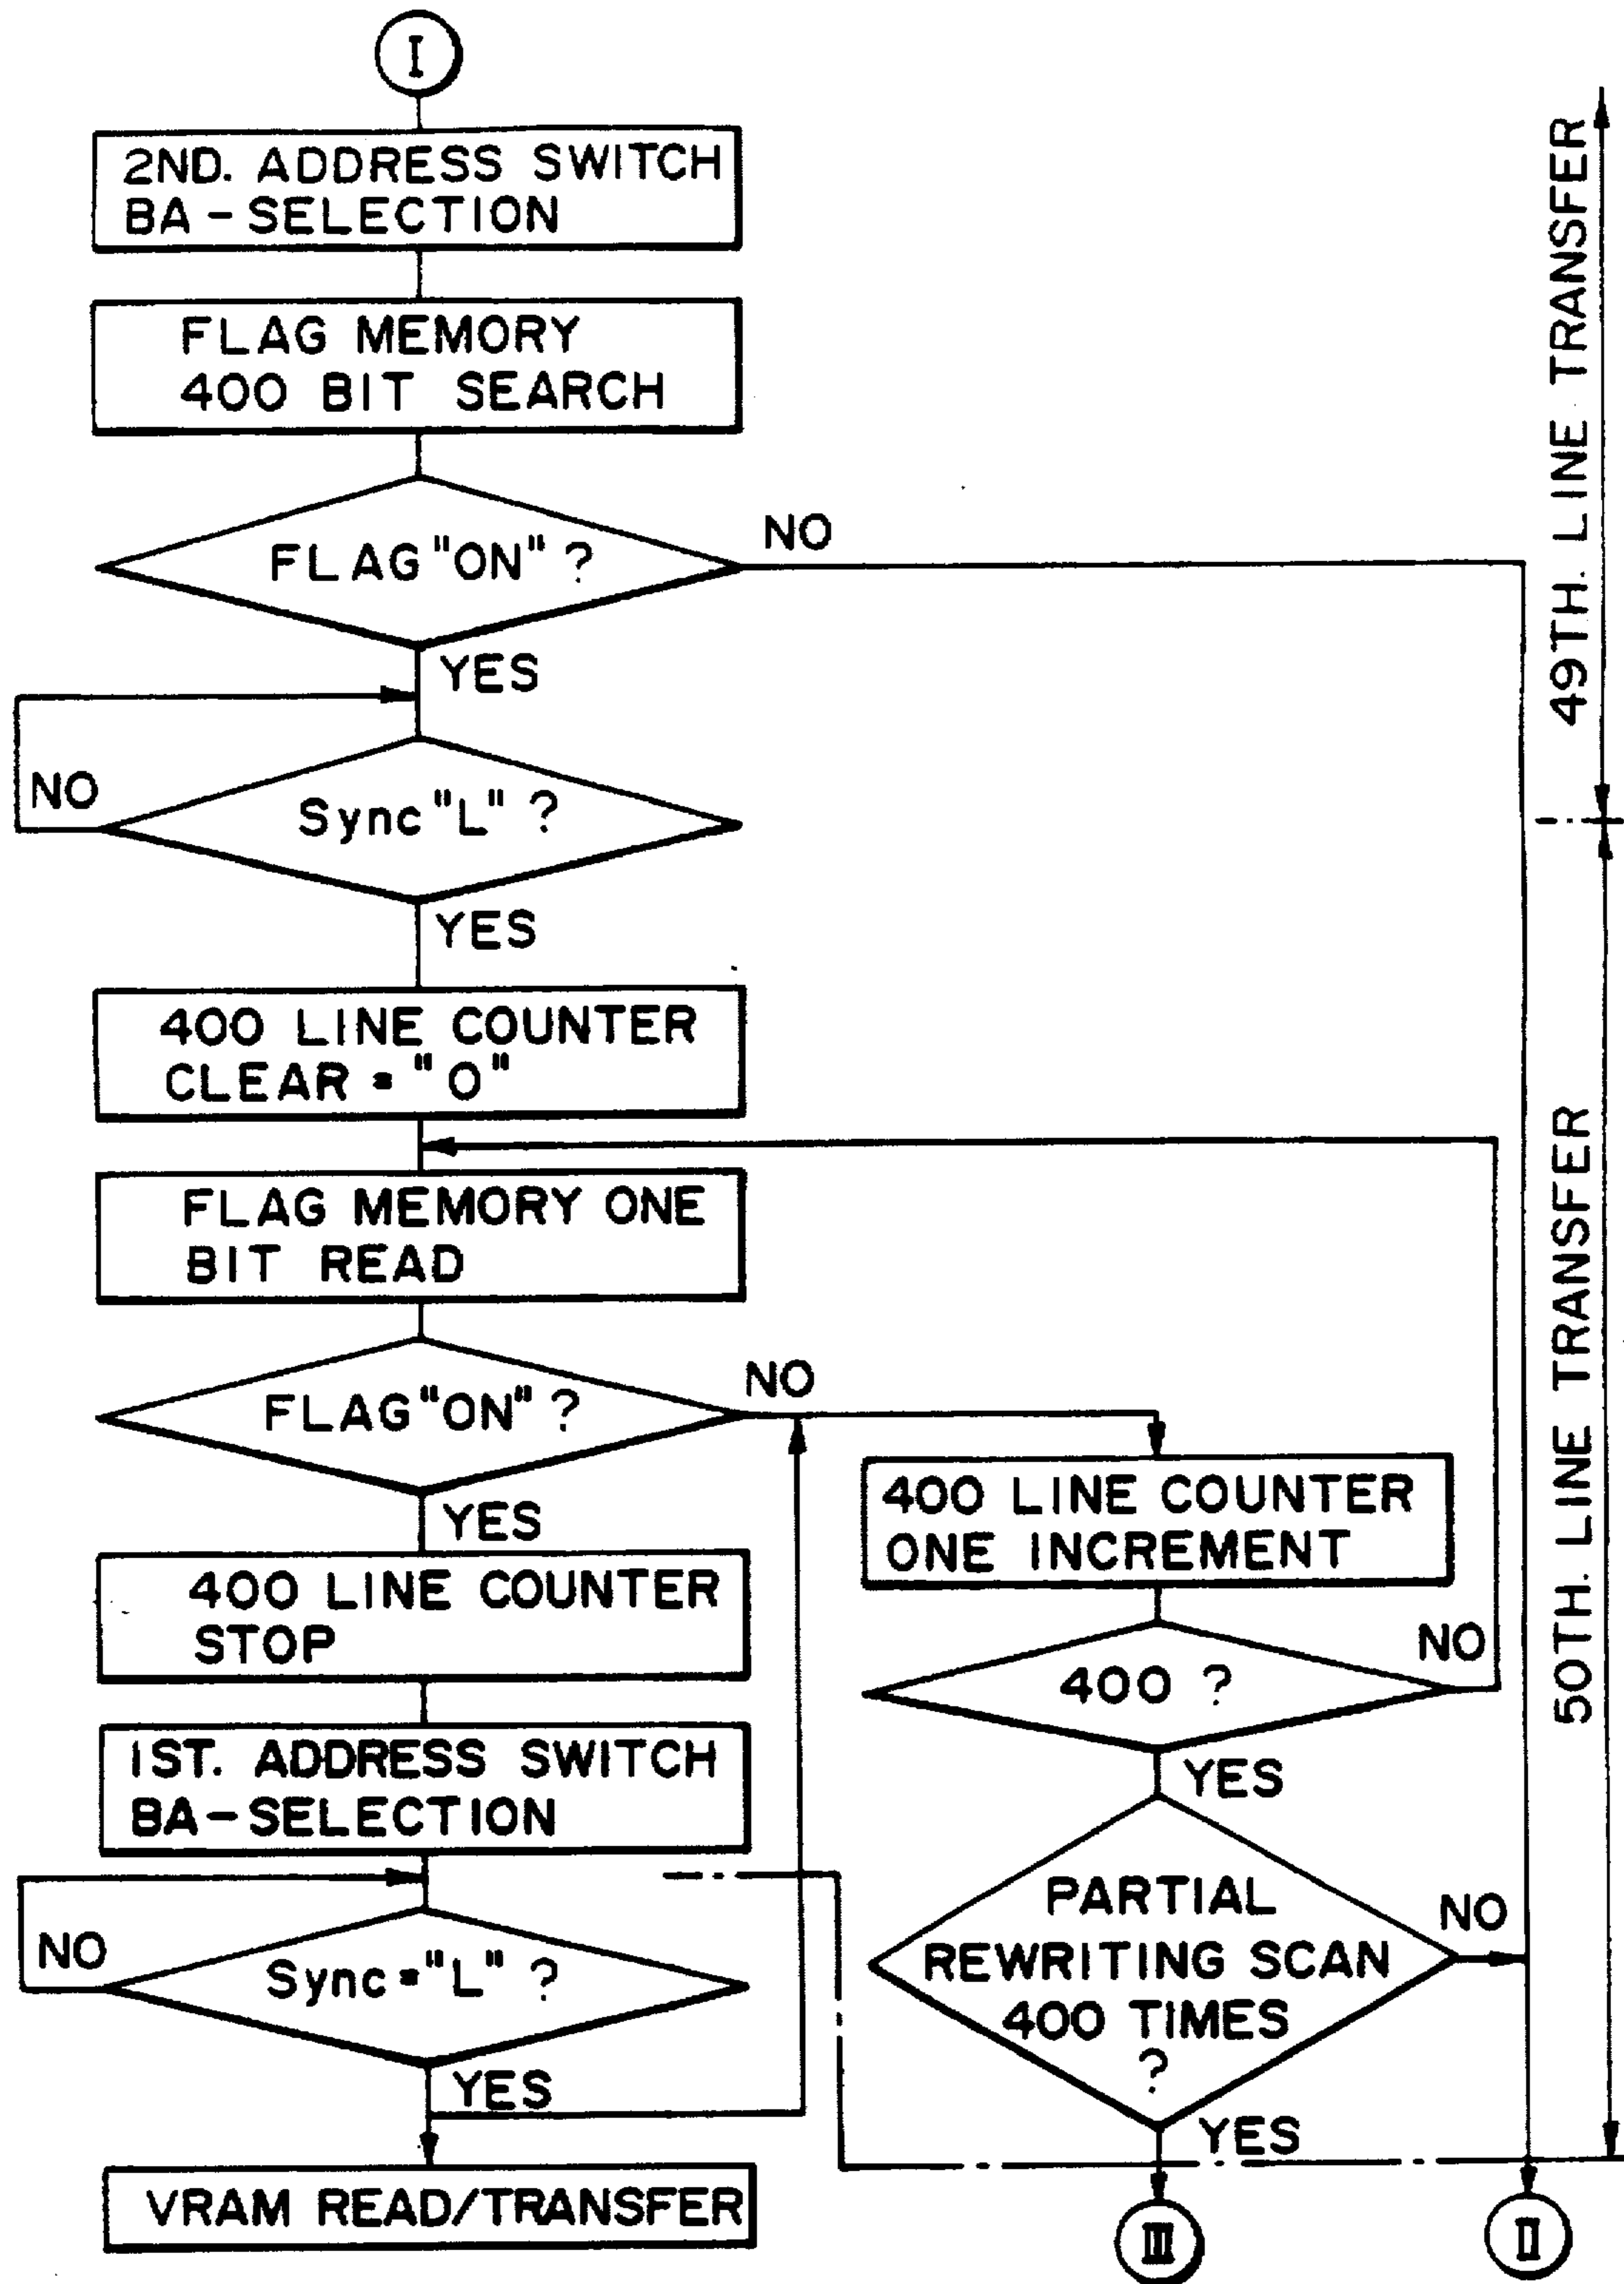 I
2ND. ADDRESS SWITCH
BA-SELECTION
FLAG MEMORY
400 BIT SEARCH
FLAG "ON" ?
NO
YES
Sync "L" ?
NO
YES
400 LINE COUNTER
CLEAR = "0"
FLAG MEMORY ONE
BIT READ
FLAG "ON" ?
NO
YES
400 LINE COUNTER
STOP
1ST. ADDRESS SWITCH
BA-SELECTION
Sync = "L" ?
NO
YES
VRAM READ/TRANSFER
400 LINE COUNTER
ONE INCREMENT
400 ?
NO
YES
PARTIAL
REWRITING SCAN
400 TIMES
?
NO
YES
III
II
49TH. LINE TRANSFER
50TH. LINE TRANSFER